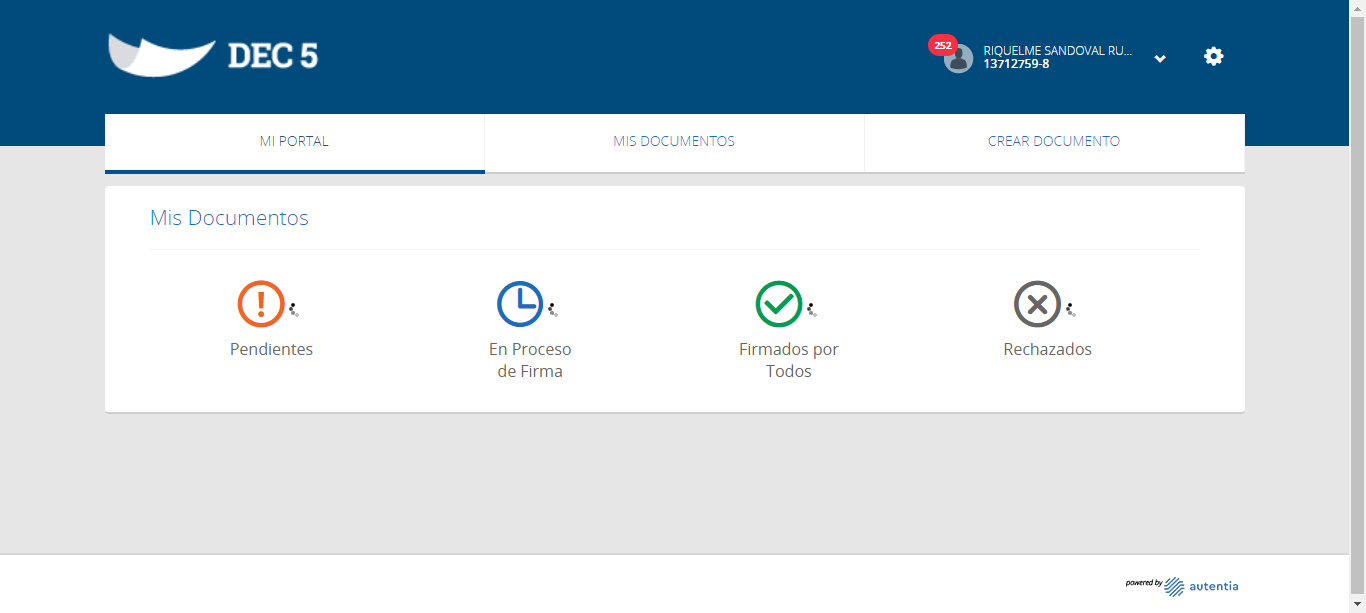 DEC 5
252
RIQUELME SANDOVAL RU...
13712759-8
MI PORTAL
MIS DOCUMENTOS
CREAR DOCUMENTO
Mis Documentos
Pendientes
En Proceso
de Firma
Firmados por
Todos
Rechazados
powered by
autentia